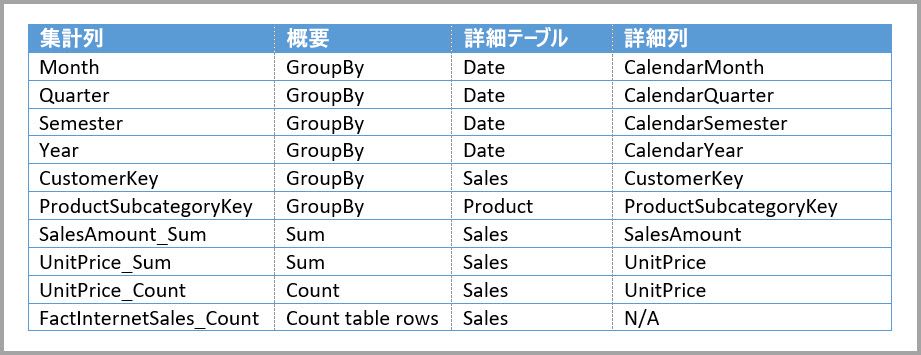 集計列 概要 詳細テーブル 詳細列
Month GroupBy Date CalendarMonth
Quarter GroupBy Date CalendarQuarter
Semester GroupBy Date CalendarSemester
Year GroupBy Date CalendarYear
CustomerKey GroupBy Sales CustomerKey
ProductSubcategoryKey GroupBy Product ProductSubcategoryKey
SalesAmount_Sum Sum Sales SalesAmount
UnitPrice_Sum Sum Sales UnitPrice
UnitPrice_Count Count Sales UnitPrice
FactInternetSales_Count Count table rows Sales N/A